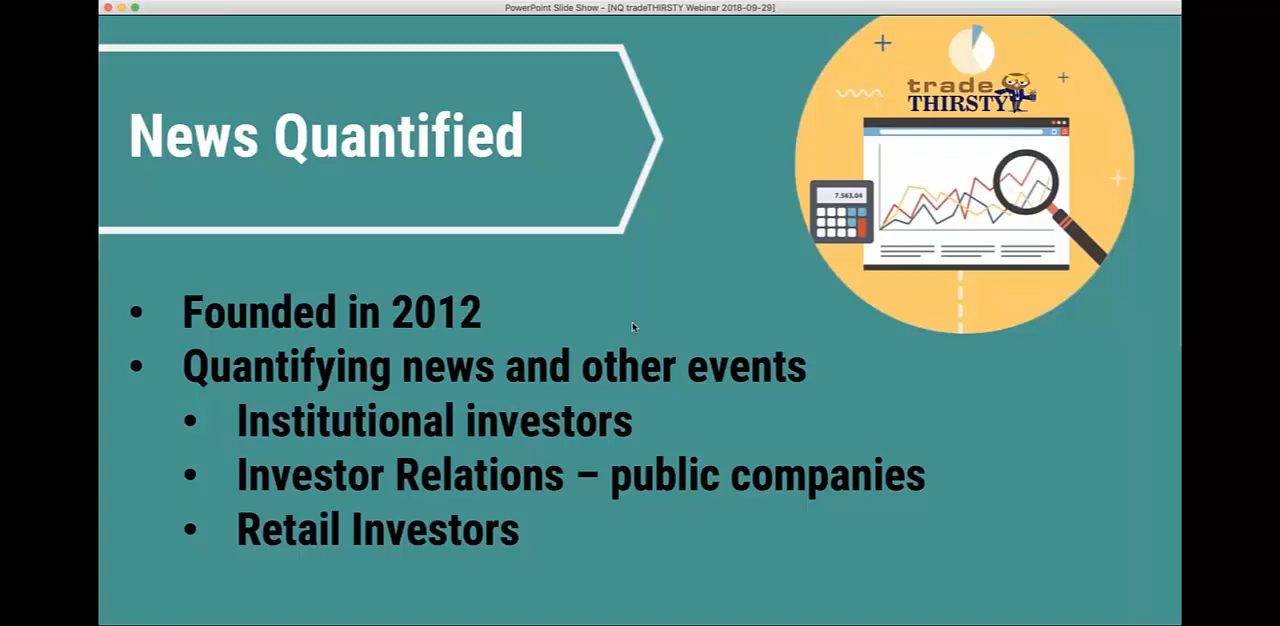 PowerPoint Slide Show - [NQ tradeTHIRSTY Webinar 2018-09-29]
News Quantified
trade
THIRSTY
7.563,04
• Founded in 2012
• Quantifying news and other events
• Institutional investors
• Investor Relations – public companies
• Retail Investors